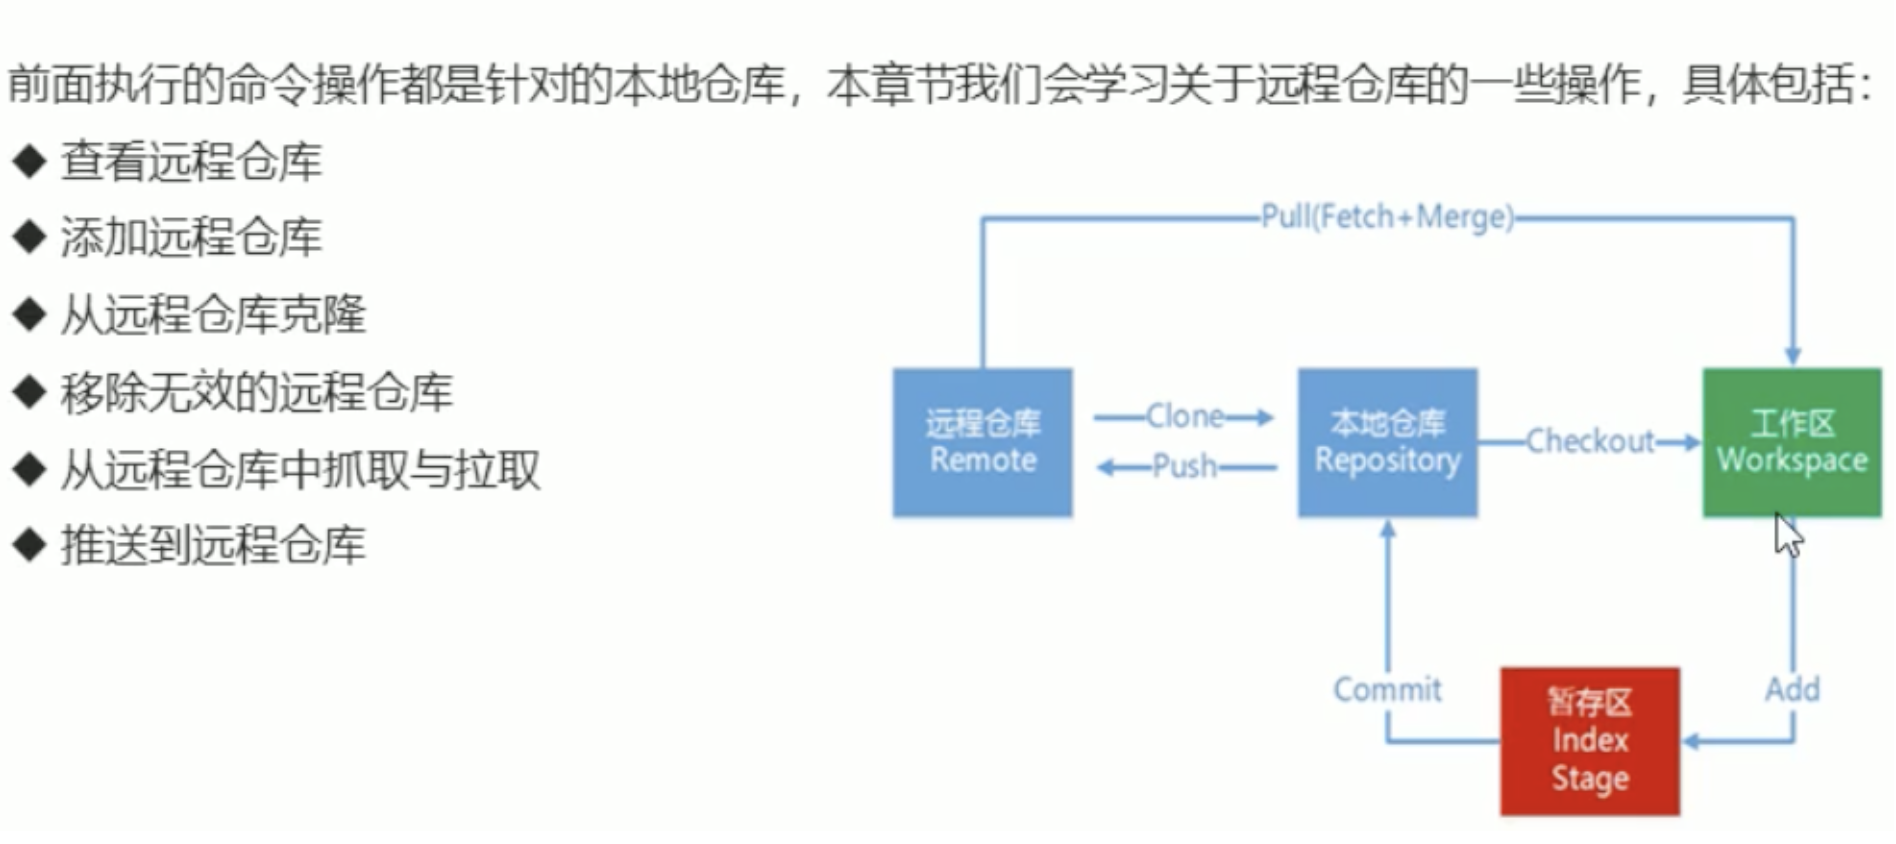 前面执行的命令操作都是针对的本地仓库，本章节我们会学习关于远程仓库的一些操作，具体包括：
◆ 查看远程仓库
◆ 添加远程仓库
◆ 从远程仓库克隆
◆ 移除无效的远程仓库
◆ 从远程仓库中抓取与拉取
◆ 推送到远程仓库
Pull(Fetch+Merge)
远程仓库
Remote
Clone
Push
本地仓库
Repository
Checkout
工作区
Workspace
Commit
暂存区
Index
Stage
Add